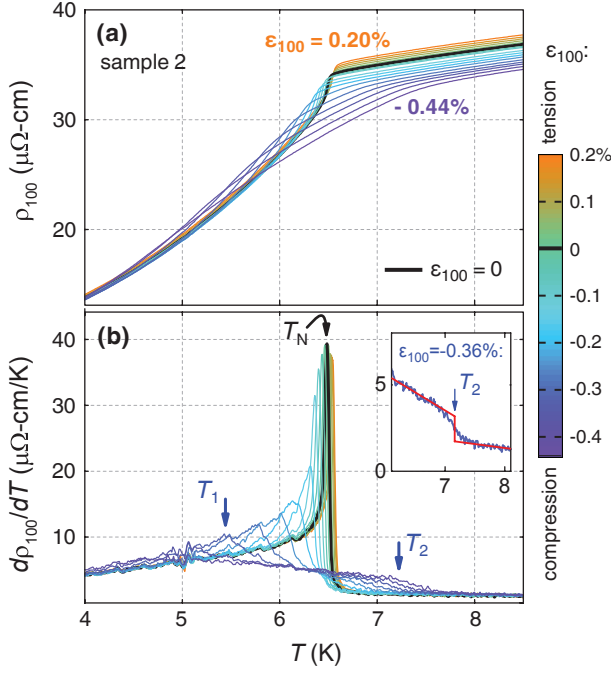 (a)
ε₁₀₀ = 0.20%
sample 2
- 0.44%
ε₁₀₀ = 0
ρ₁₀₀ (μΩ-cm)
40
30
20
ε₁₀₀:
tension
0.2%
0.1
0
-0.1
-0.2
-0.3
-0.4
compression
(b)
T_N
T₁
T₂
dρ₁₀₀/dT (μΩ-cm/K)
40
30
20
10
ε₁₀₀=-0.36%:
T₂
5
0
7
8
4
5
6
7
8
T (K)